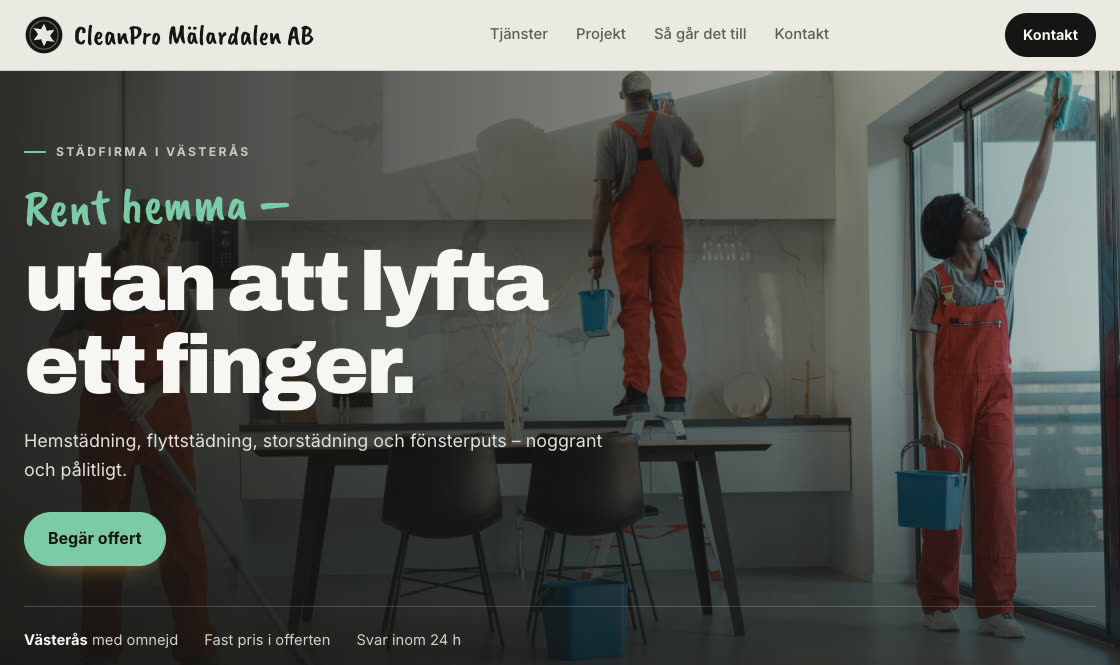 CleanPro Mälardalen AB
Tjänster
Projekt
Så går det till
Kontakt
Kontakt
STÄDFIRMA I VÄSTERÅS
Rent hemma –
utan att lyfta
ett finger.
Hemstädning, flyttstädning, storstädning och fönsterputs – noggrant
och pålitligt.
Begär offert
Västerås med omnejd
Fast pris i offerten
Svar inom 24 h